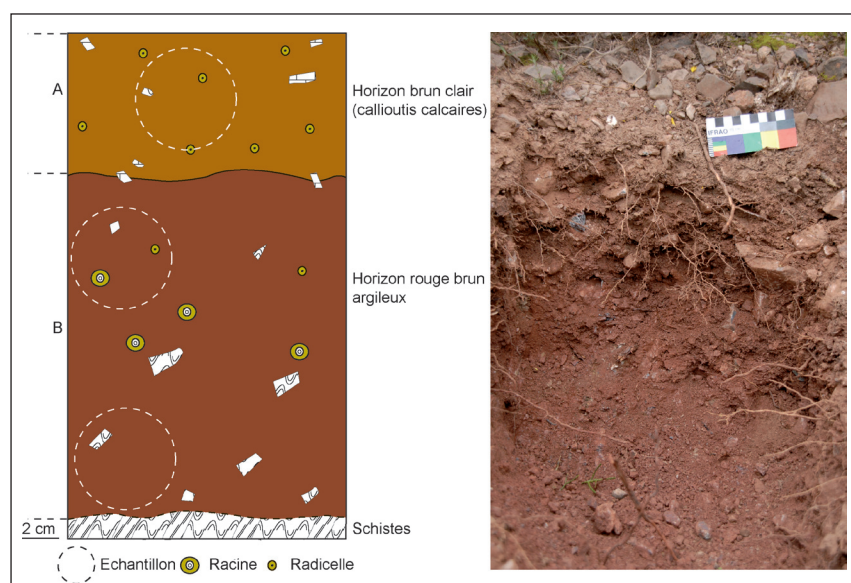 A
Horizon brun clair
(callioutis calcaires)
IFRAO
B
Horizon rouge brun
argileux
2 cm
Schistes
Echantillon
Racine
Radicelle